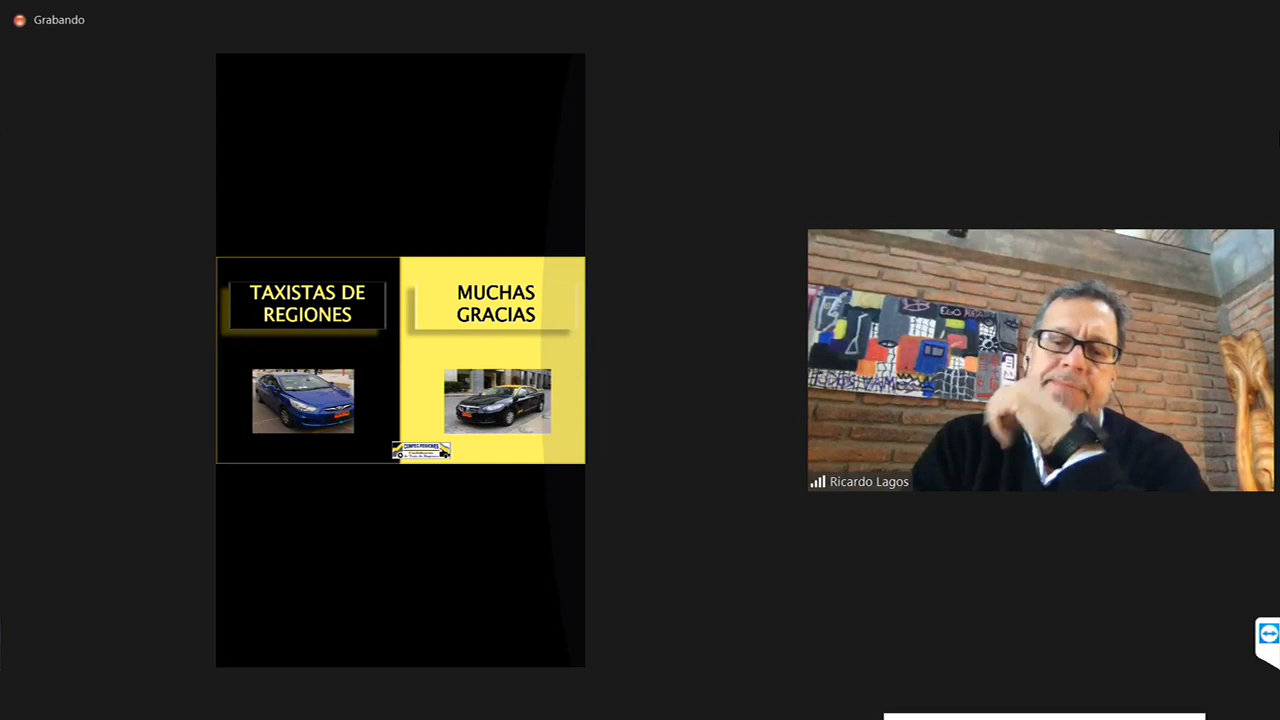 Grabando
TAXISTAS DE
REGIONES
MUCHAS
GRACIAS
Ricardo Lagos